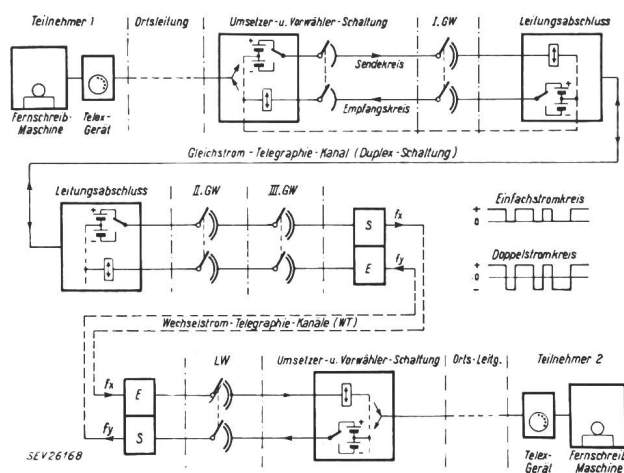 Teilnehmer 1
Ortsleitung
Umsetzer-u. Vorwähler-Schaltung
I. GW
Leitungsabschluss
+
-
Sendekreis
Empfangskreis
+
-
Fernschreib-
Maschine
Telex-
Gerät
Gleichstrom-Telegraphie-Kanal (Duplex-Schaltung)
Leitungsabschluss
II. GW
III. GW
+
-
S
fx
E
fy
Einfachstromkreis
+
0
Doppelstromkreis
+
0
-
Wechselstrom-Telegraphie-Kanäle (WT)
LW
Umsetzer-u. Vorwähler-Schaltung
Orts-Leitg.
Teilnehmer 2
fx
E
fy
S
+
-
SEV26168
Telex-
Gerät
Fernschreib-
Maschine